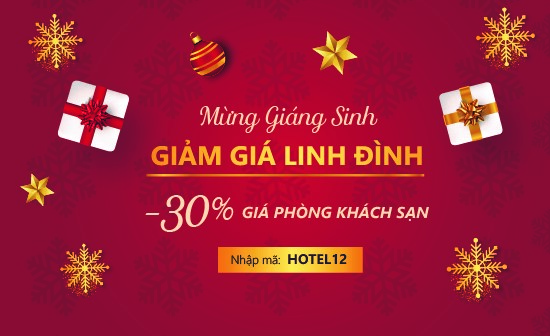 Mừng Giáng Sinh
GIẢM GIÁ LINH ĐÌNH
-30% GIÁ PHÒNG KHÁCH SẠN
Nhập mã: HOTEL12